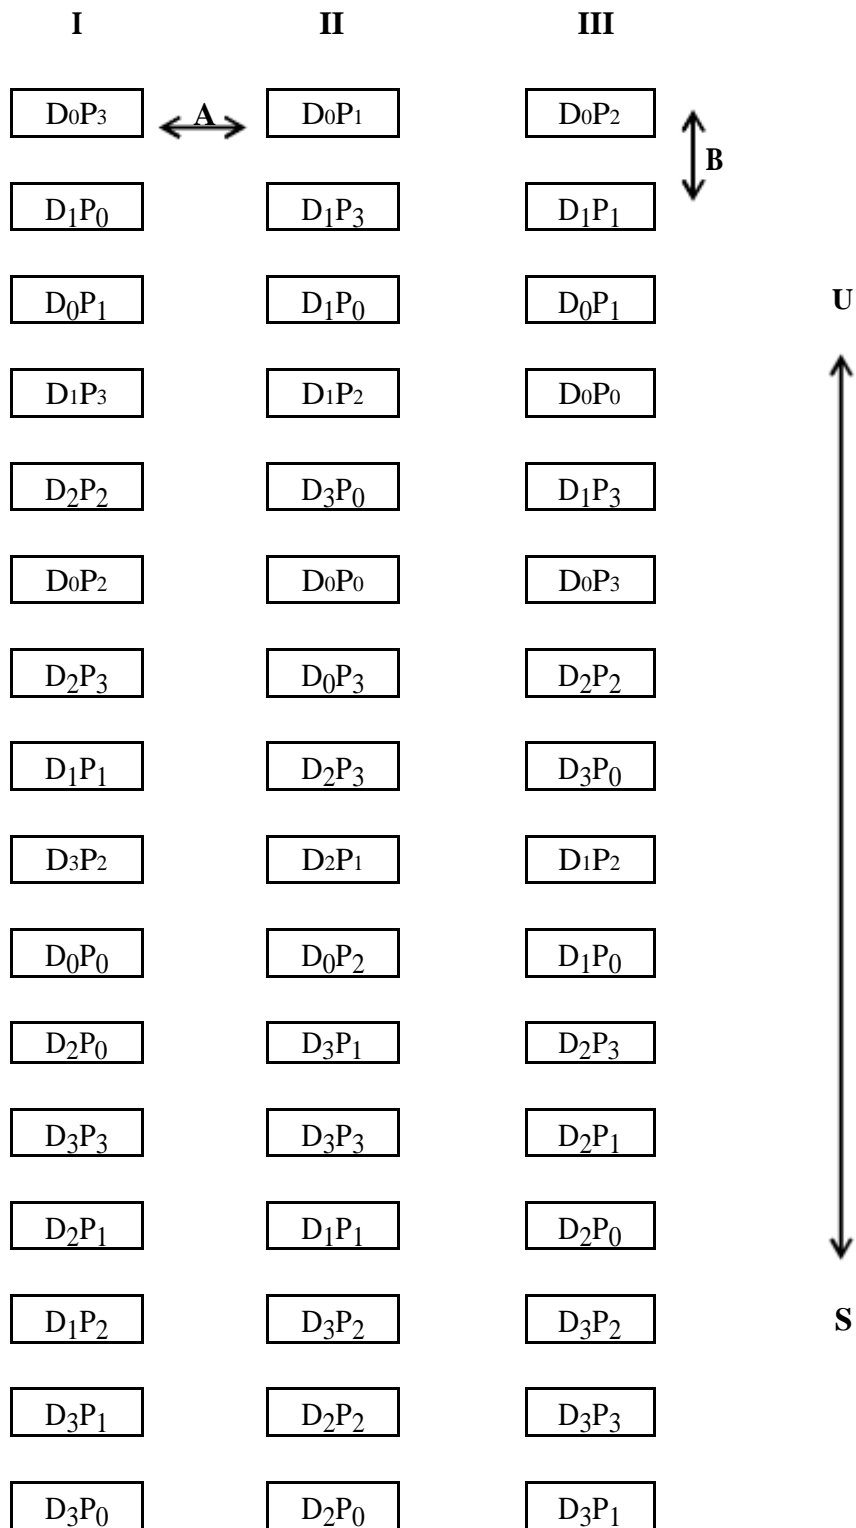 I II III
D₀P₃ A D₀P₁ D₀P₂
B
D₁P₀ D₁P₃ D₁P₁
D₀P₁ D₁P₀ D₀P₁ U
D₁P₃ D₁P₂ D₀P₀
D₂P₂ D₃P₀ D₁P₃
D₀P₂ D₀P₀ D₀P₃
D₂P₃ D₀P₃ D₂P₂
D₁P₁ D₂P₃ D₃P₀
D₃P₂ D₂P₁ D₁P₂
D₀P₀ D₀P₂ D₁P₀
D₂P₀ D₃P₁ D₂P₃
D₃P₃ D₃P₃ D₂P₁
D₂P₁ D₁P₁ D₂P₀
D₁P₂ D₃P₂ D₃P₂ S
D₃P₁ D₂P₂ D₃P₃
D₃P₀ D₂P₀ D₃P₁